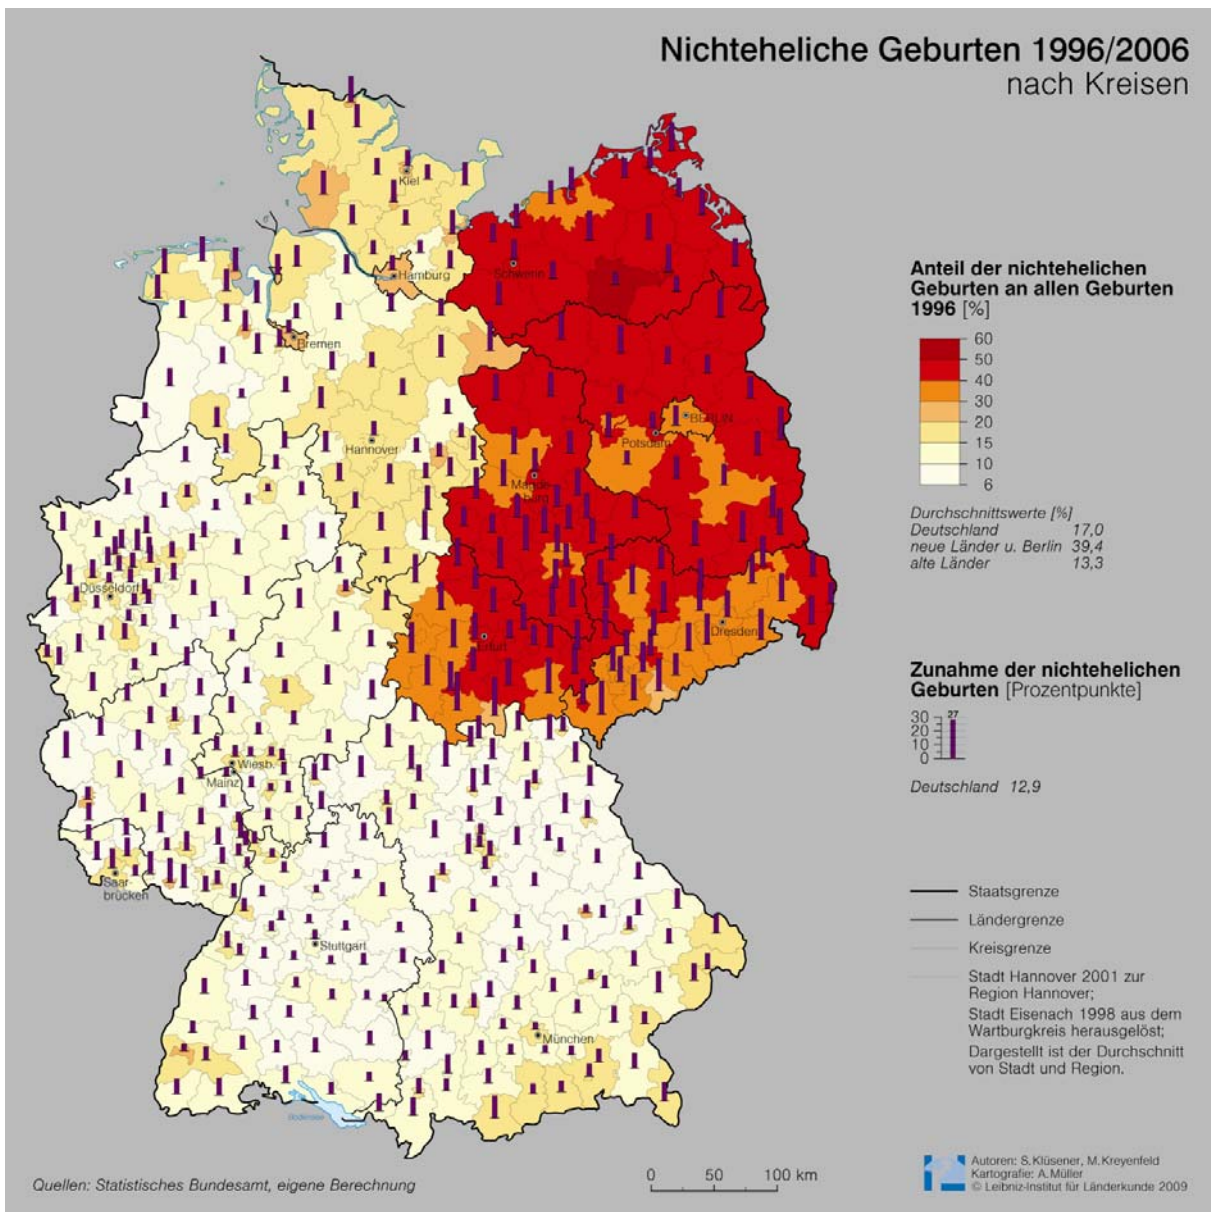 Nichteheliche Geburten 1996/2006
nach Kreisen
Kiel
Hamburg
Schwerin
Bremen
BERLIN
Potsdam
Hannover
Magde-
burg
Düsseldorf
Erfurt
Dresden
Wiesb.
Mainz
Saar-
brücken
Stuttgart
München
Bodensee
Anteil der nichtehelichen
Geburten an allen Geburten
1996 [%]
60
50
40
30
20
15
10
6
Durchschnittswerte [%]
Deutschland 17,0
neue Länder u. Berlin 39,4
alte Länder 13,3
Zunahme der nichtehelichen
Geburten [Prozentpunkte]
30 27
20
10
0
Deutschland 12,9
Staatsgrenze
Ländergrenze
Kreisgrenze
Stadt Hannover 2001 zur
Region Hannover;
Stadt Eisenach 1998 aus dem
Wartburgkreis herausgelöst;
Dargestellt ist der Durchschnitt
von Stadt und Region.
Quellen: Statistisches Bundesamt, eigene Berechnung
0 50 100 km
Autoren: S.Klüsener, M.Kreyenfeld
Kartografie: A.Müller
© Leibniz-Institut für Länderkunde 2009